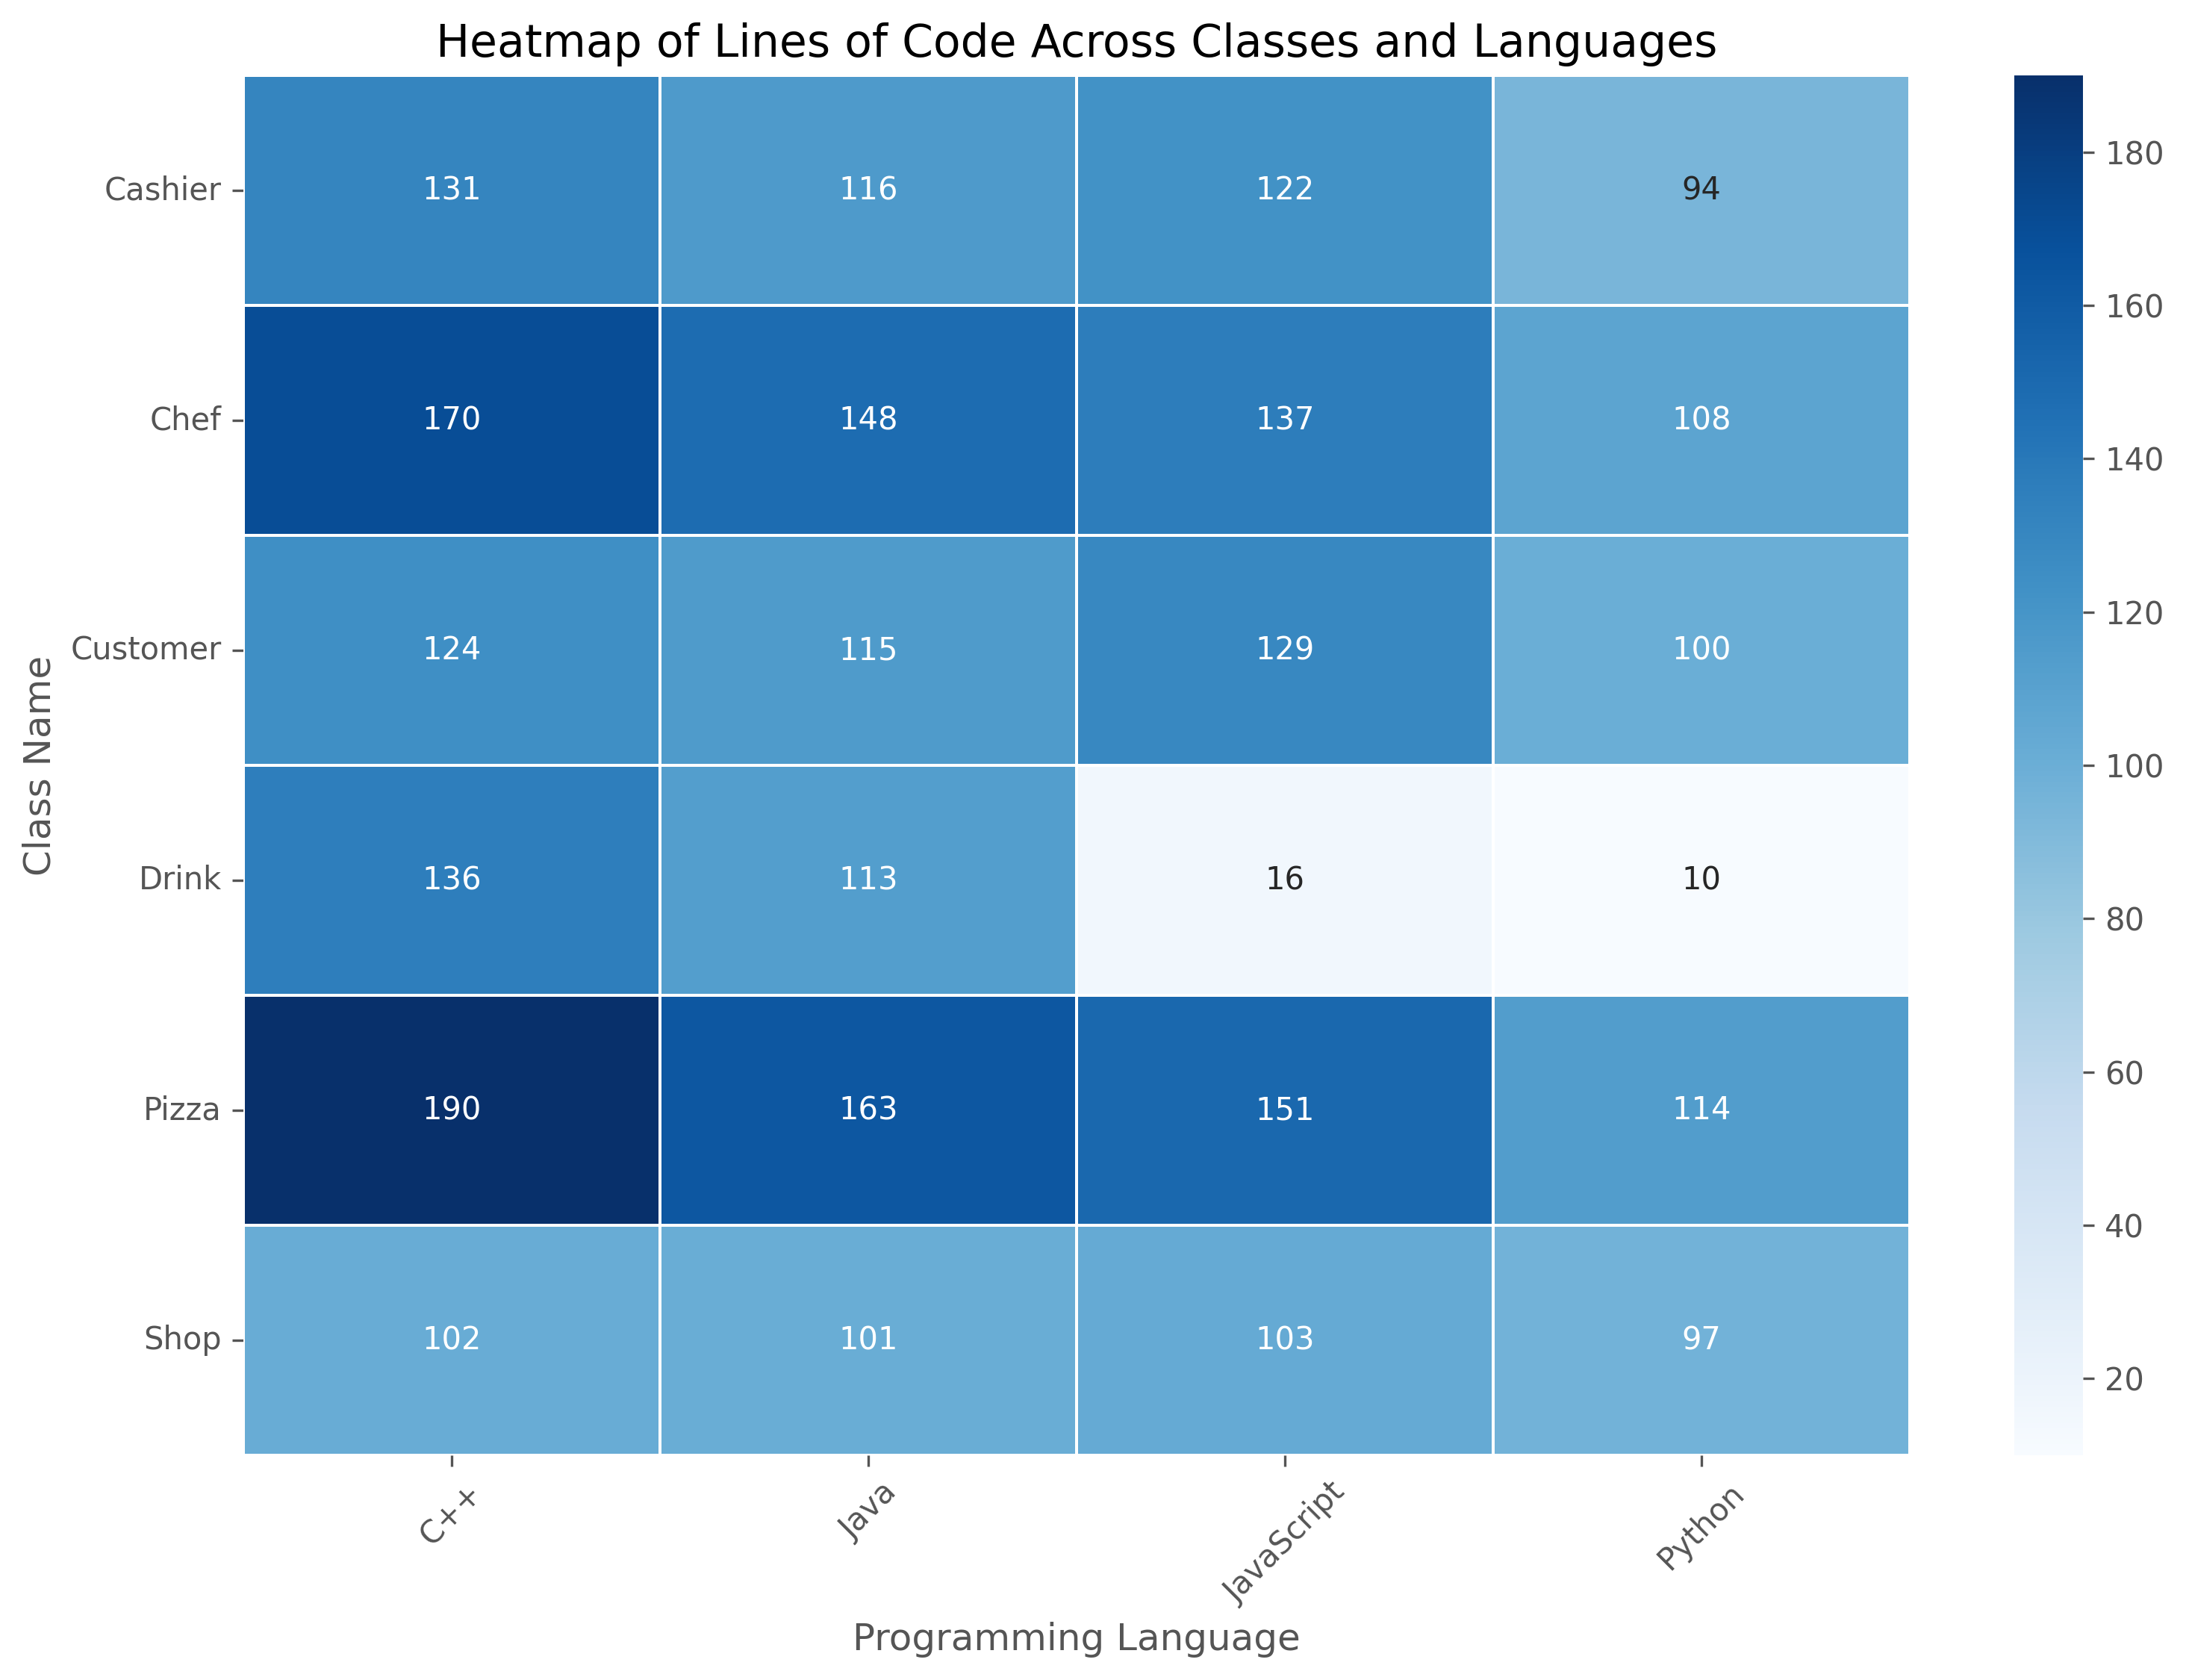 Heatmap of Lines of Code Across Classes and Languages
Class Name
Cashier 131 116 122 94
Chef 170 148 137 108
Customer 124 115 129 100
Drink 136 113 16 10
Pizza 190 163 151 114
Shop 102 101 103 97
C++ Java JavaScript Python
Programming Language
180
160
140
120
100
80
60
40
20